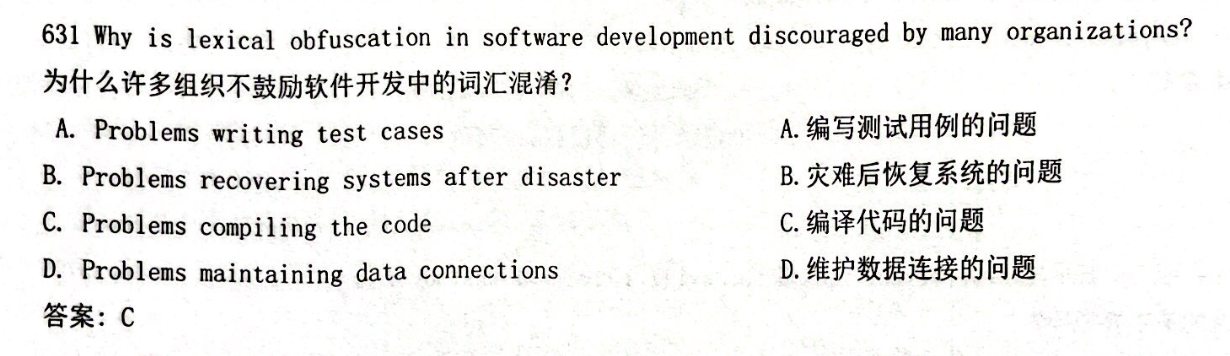 631 Why is lexical obfuscation in software development discouraged by many organizations?
为什么许多组织不鼓励软件开发中的词汇混淆？
A. Problems writing test cases A. 编写测试用例的问题
B. Problems recovering systems after disaster B. 灾难后恢复系统的问题
C. Problems compiling the code C. 编译代码的问题
D. Problems maintaining data connections D. 维护数据连接的问题
答案：C